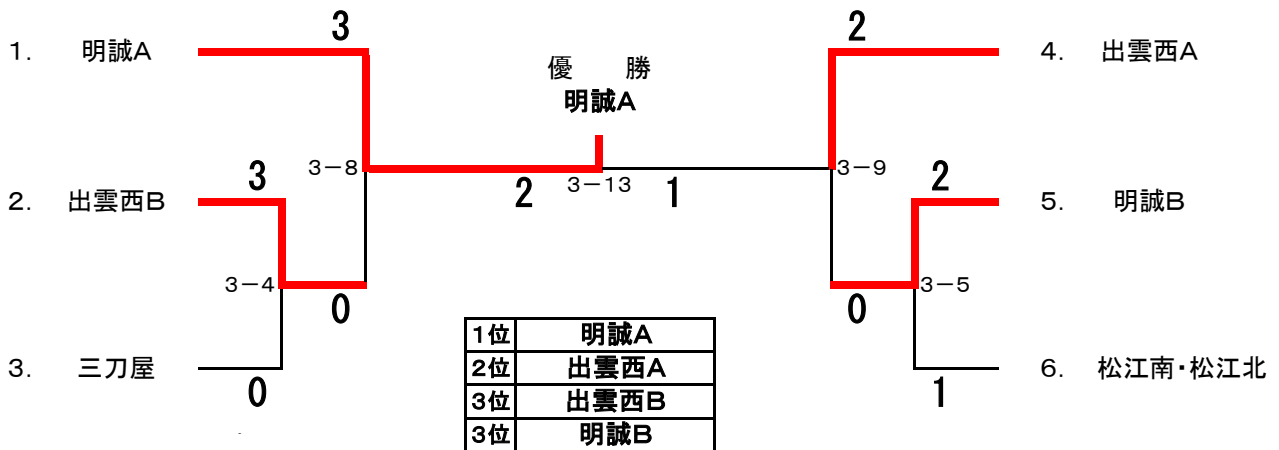 3
2
1. 明誠A
4. 出雲西A
優 勝
明誠A
3-8
3-9
3
2
2. 出雲西B
2
3-13
1
5. 明誠B
3-4
3-5
0
0
1位 明誠A
2位 出雲西A
3位 出雲西B
3位 明誠B
3. 三刀屋
0
6. 松江南・松江北
1